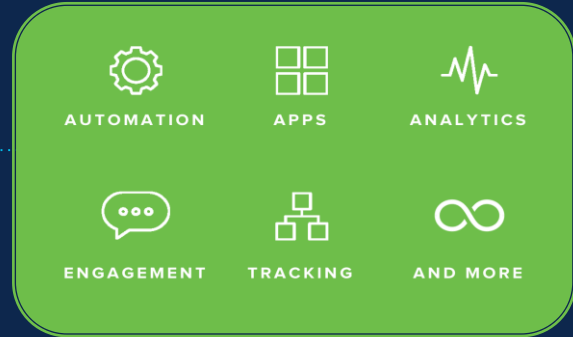 AUTOMATION
APPS
ANALYTICS
ENGAGEMENT
TRACKING
AND MORE